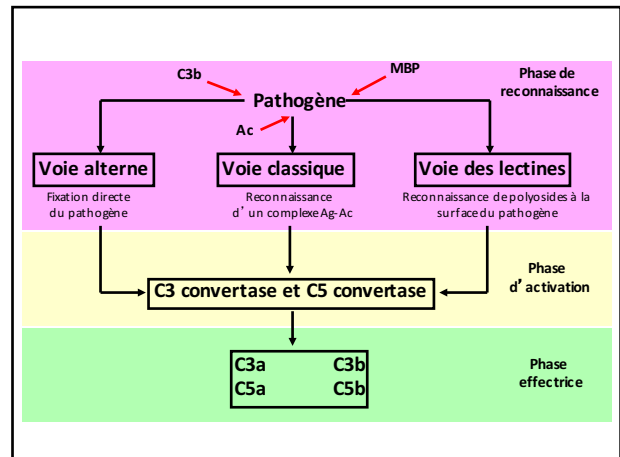 C3b
MBP
Phase de
reconnaissance
Pathogène
Ac
Voie alterne
Voie classique
Voie des lectines
Fixation directe
du pathogène
Reconnaissance
d' un complexe Ag-Ac
Reconnaissance de polyosides à la
surface du pathogène
Phase
d' activation
C3 convertase et C5 convertase
C3a C3b
C5a C5b
Phase
effectrice